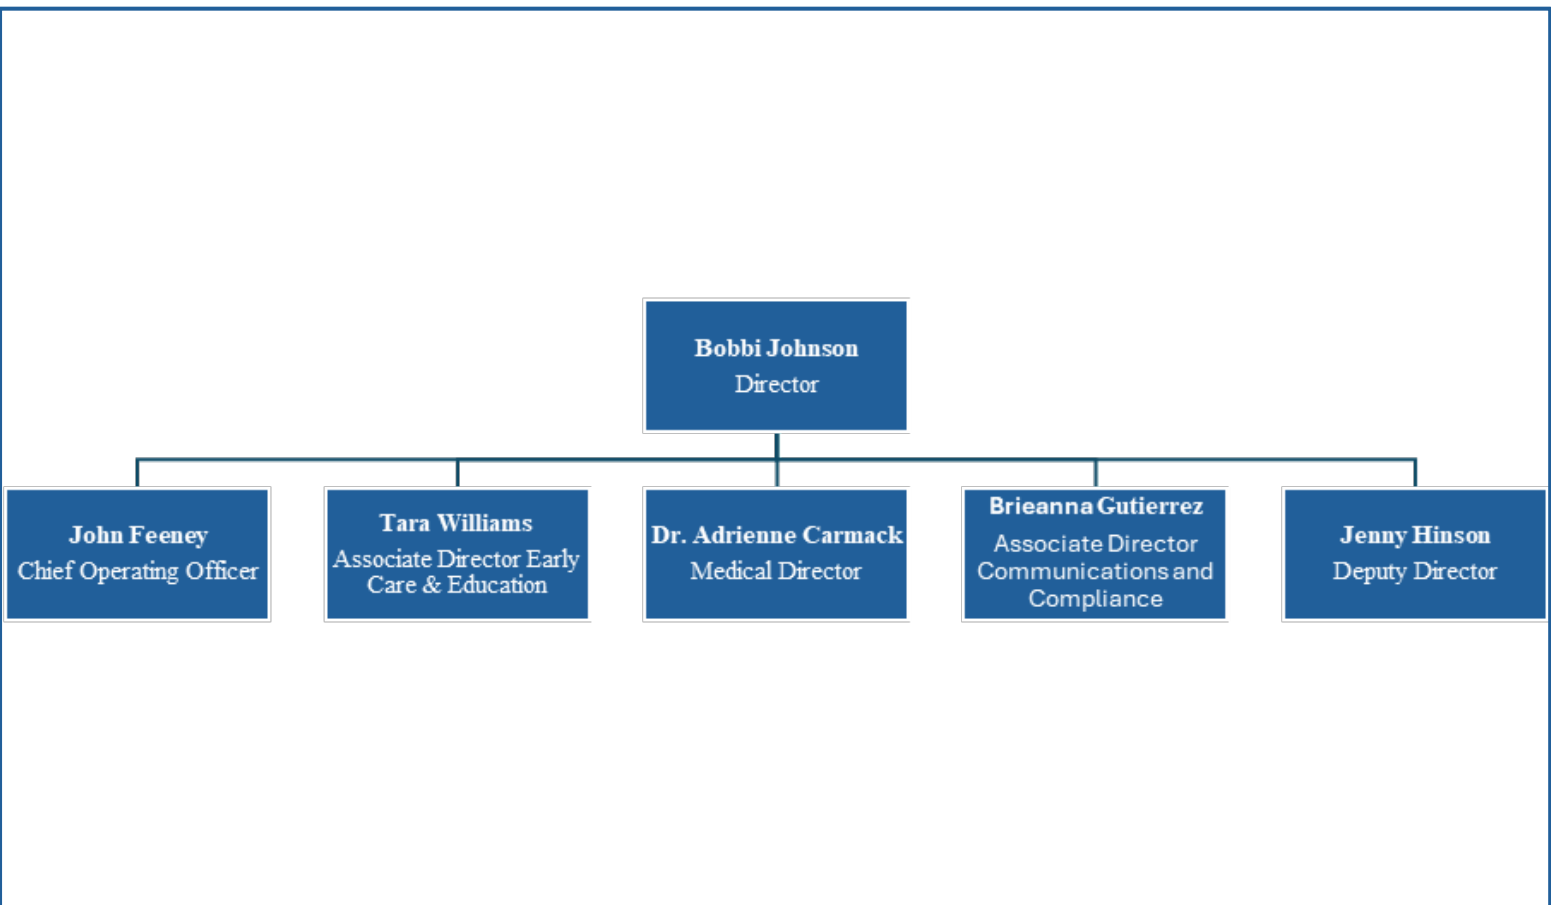 Bobbi Johnson
Director
John Feeney
Chief Operating Officer
Tara Williams
Associate Director Early
Care & Education
Dr. Adrienne Carmack
Medical Director
Brieanna Gutierrez
Associate Director
Communications and
Compliance
Jenny Hinson
Deputy Director